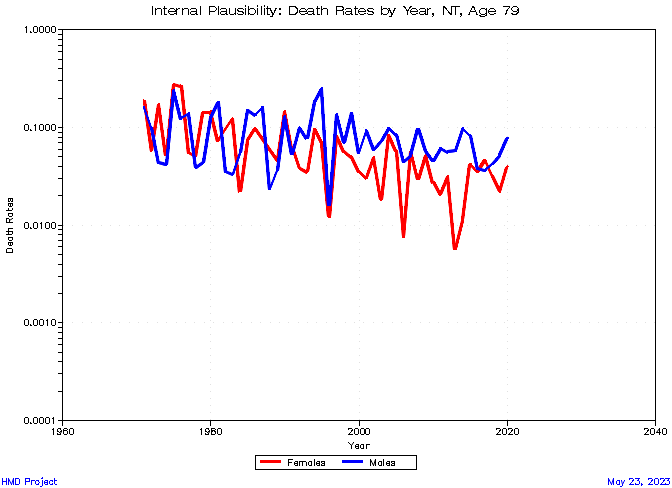 Internal Plausibility: Death Rates by Year, NT, Age 79
1.0000
0.1000
0.0100
0.0010
0.0001
Death Rates
1960 1980 2000 2020 2040
Year
Females Males
HMD Project May 23, 2023